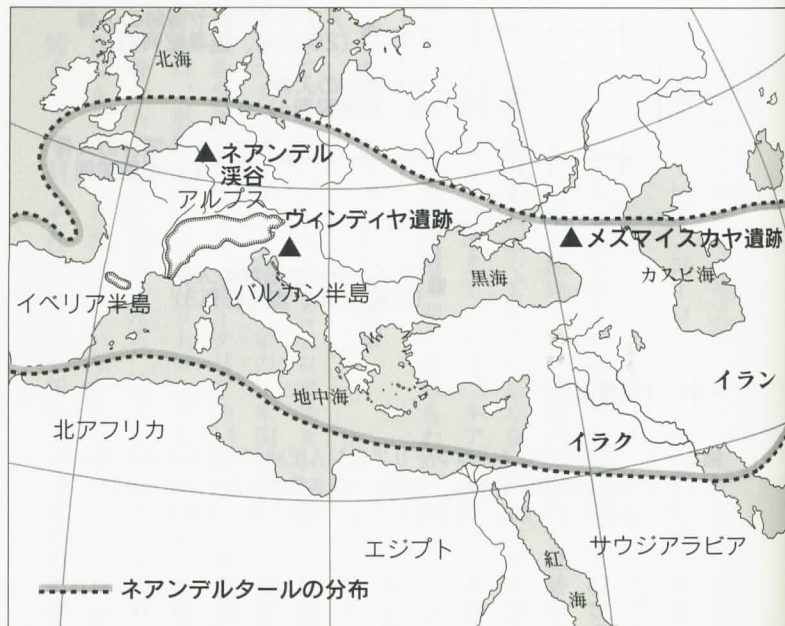 北海
ネアンデル
渓谷
アルプス
ヴィンディヤ遺跡
メズマイスカヤ遺跡
イベリア半島
バルカン半島
黒海
カスピ海
地中海
北アフリカ
イラン
イラク
エジプト
サウジアラビア
紅
海
ネアンデルタールの分布